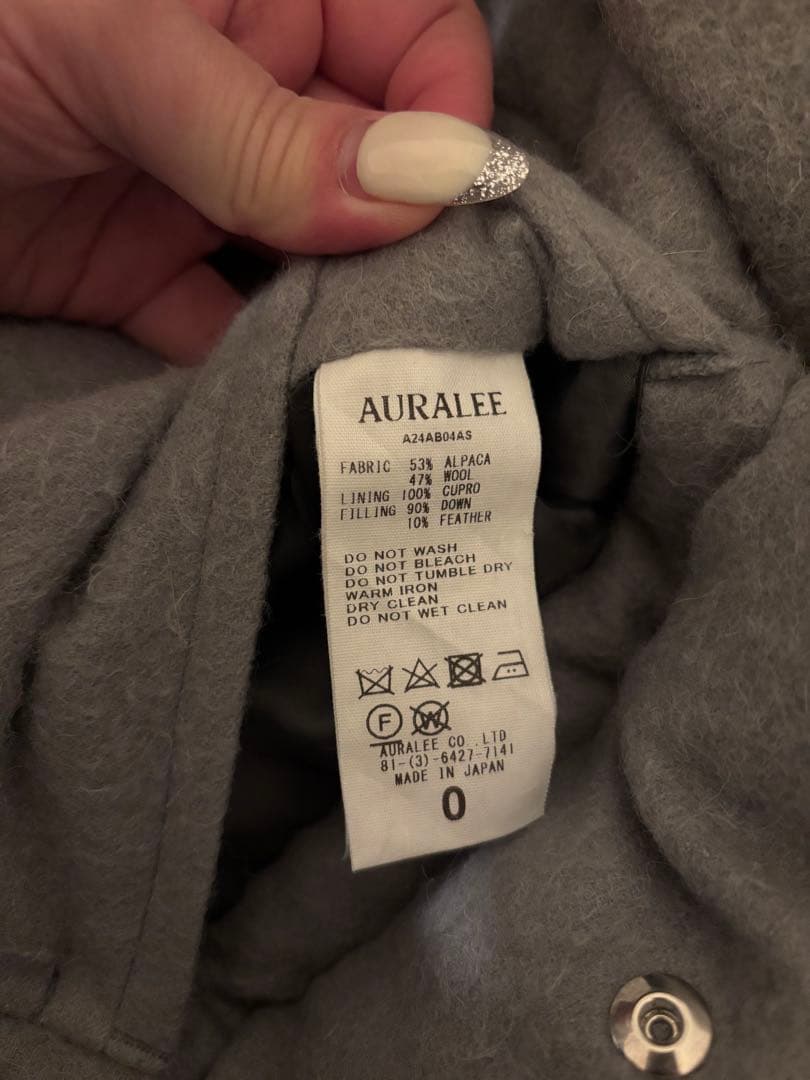 AURALEE
A24AB04AS
FABRIC 53% ALPACA
47% WOOL
LINING 100% CUPRO
FILLING 90% DOWN
10% FEATHER
DO NOT WASH
DO NOT BLEACH
DO NOT TUMBLE DRY
WARM IRON
DRY CLEAN
DO NOT WET CLEAN
F W
AURALEE CO.,LTD
81-(3)-6427-7141
MADE IN JAPAN
0